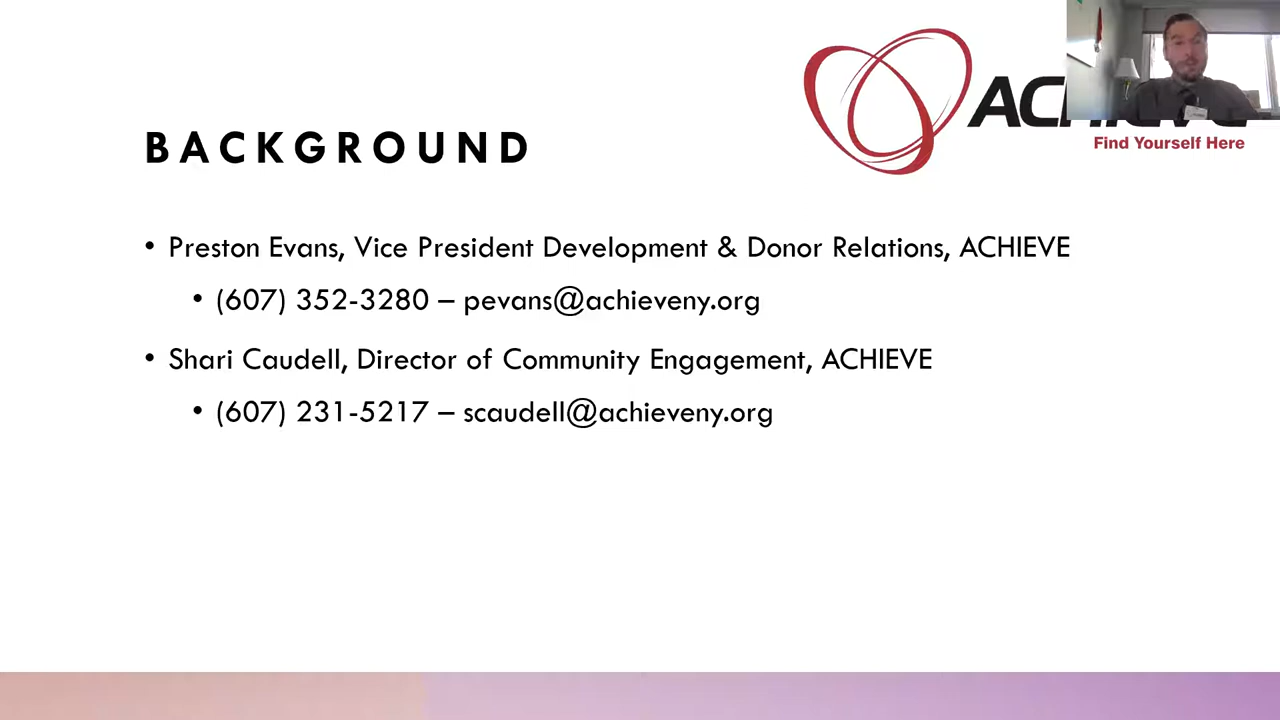 BACKGROUND
Find Yourself Here
• Preston Evans, Vice President Development & Donor Relations, ACHIEVE
• (607) 352-3280 – pevans@achieveny.org
• Shari Caudell, Director of Community Engagement, ACHIEVE
• (607) 231-5217 – scaudell@achieveny.org